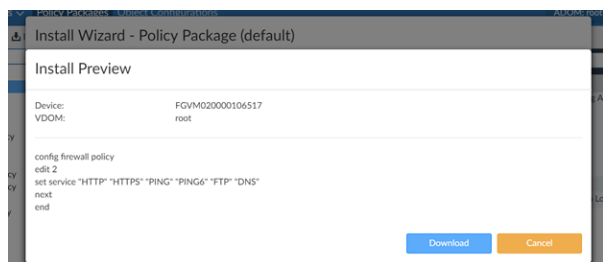 Policy Packages Object Configurations ADOM: root
Install Wizard - Policy Package (default)
Install Preview
Device: FGVM020000106517
VDOM: root
config firewall policy
edit 2
set service "HTTP" "HTTPS" "PING" "PING6" "FTP" "DNS"
next
end
Download Cancel